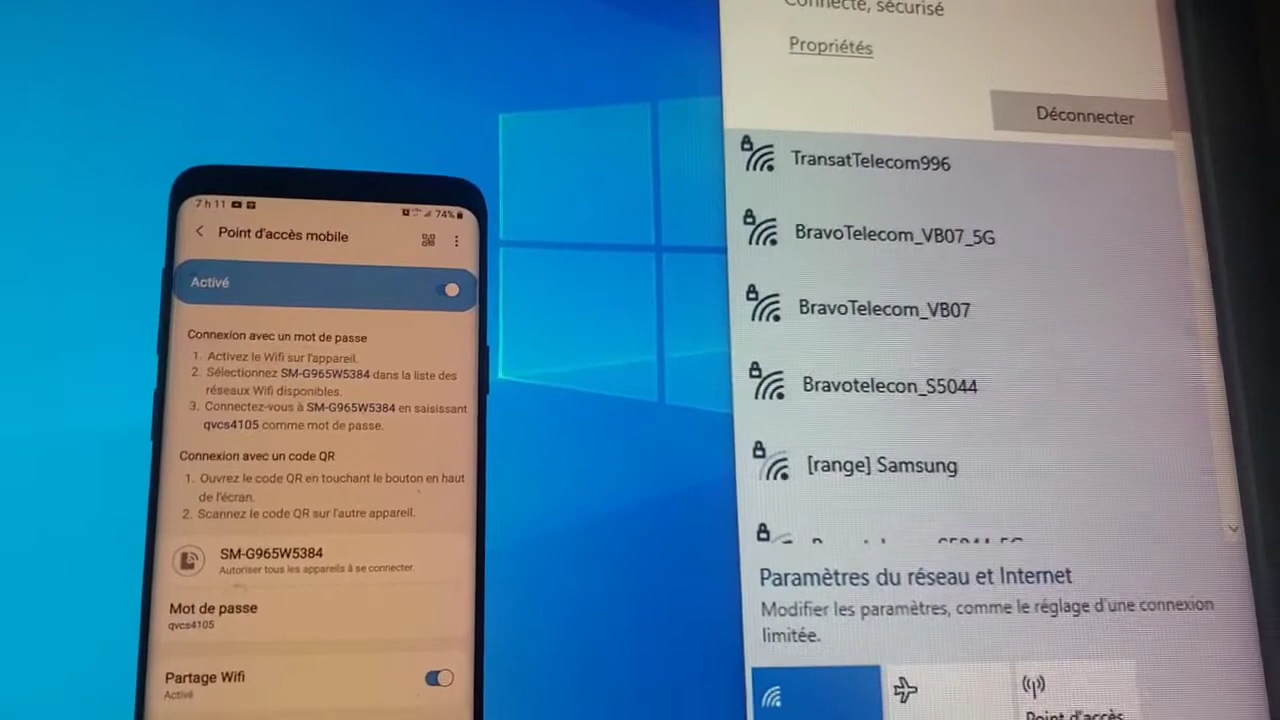 7 h 11
74%
Point d'accès mobile
Activé
Connexion avec un mot de passe
1. Activez le Wifi sur l'appareil.
2. Sélectionnez SM-G965W5384 dans la liste des
réseaux Wifi disponibles.
3. Connectez-vous à SM-G965W5384 en saisissant
qvcs4105 comme mot de passe.
Connexion avec un code QR
1. Ouvrez le code QR en touchant le bouton en haut
de l'écran.
2. Scannez le code QR sur l'autre appareil.
SM-G965W5384
Autoriser tous les appareils à se connecter.
Mot de passe
qvcs4105
Partage Wifi
Activé
Connecté, sécurisé
Propriétés
Déconnecter
TransatTelecom996
BravoTelecom_VB07_5G
BravoTelecom_VB07
Bravotelecon_S5044
[range] Samsung
Paramètres du réseau et Internet
Modifier les paramètres, comme le réglage d'une connexion
limitée.
Point d'accès